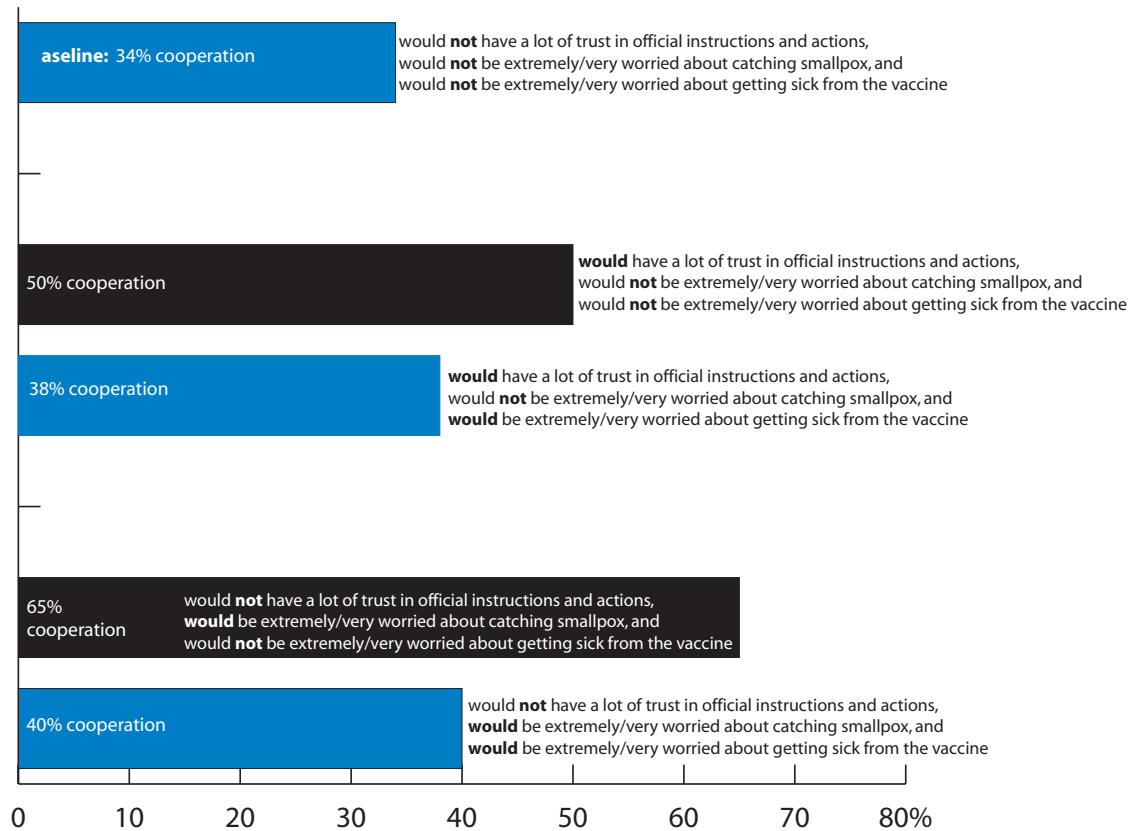 aseline: 34% cooperation
would not have a lot of trust in official instructions and actions,
would not be extremely/very worried about catching smallpox, and
would not be extremely/very worried about getting sick from the vaccine
50% cooperation
would have a lot of trust in official instructions and actions,
would not be extremely/very worried about catching smallpox, and
would not be extremely/very worried about getting sick from the vaccine
38% cooperation
would have a lot of trust in official instructions and actions,
would not be extremely/very worried about catching smallpox, and
would be extremely/very worried about getting sick from the vaccine
65%
cooperation
would not have a lot of trust in official instructions and actions,
would be extremely/very worried about catching smallpox, and
would not be extremely/very worried about getting sick from the vaccine
40% cooperation
would not have a lot of trust in official instructions and actions,
would be extremely/very worried about catching smallpox, and
would be extremely/very worried about getting sick from the vaccine
0 10 20 30 40 50 60 70 80%